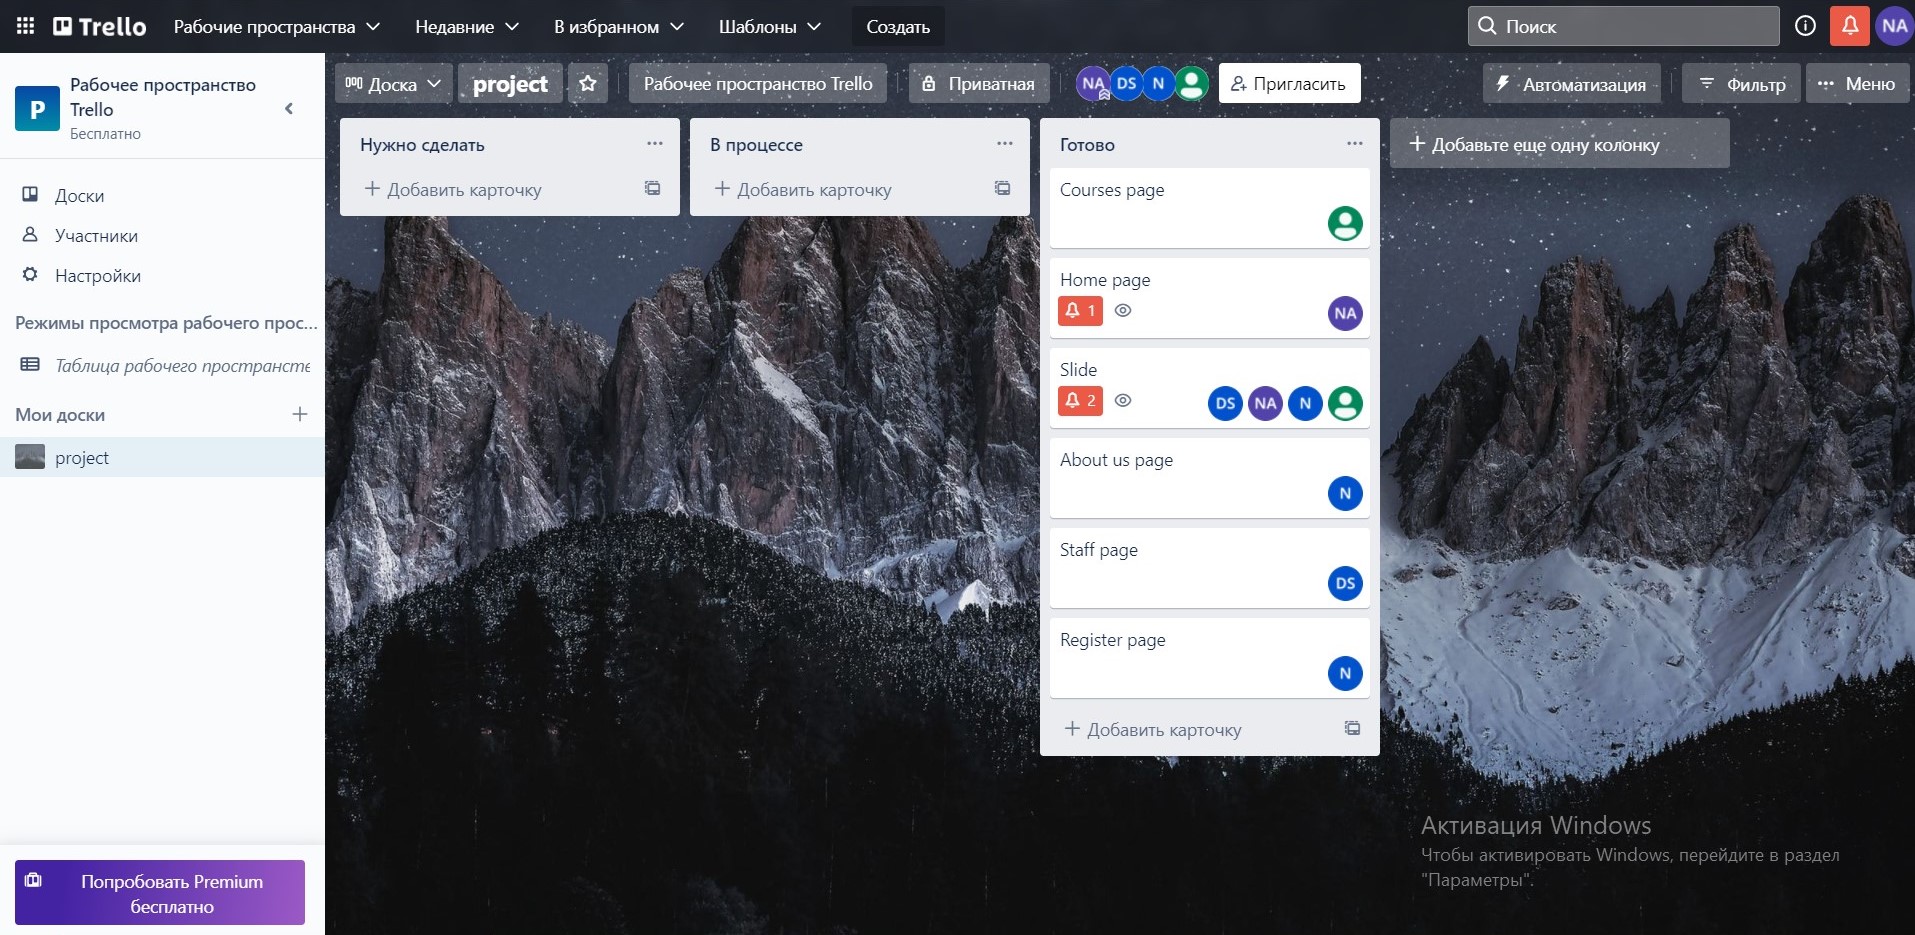 Trello
Рабочие пространства
Недавние
В избранном
Шаблоны
Создать
Поиск
NA
P
Рабочее пространство
Trello
Бесплатно
Доски
Участники
Настройки
Режимы просмотра рабочего прос...
Таблица рабочего пространсте
Мои доски
project
Попробовать Premium
бесплатно
Доска
project
Рабочее пространство Trello
Приватная
NA DS N
Пригласить
Автоматизация
Фильтр
Меню
Нужно сделать
Добавить карточку
В процессе
Добавить карточку
Готово
Courses page
Home page
1
NA
Slide
2
DS NA N
About us page
N
Staff page
DS
Register page
N
Добавить карточку
Добавьте еще одну колонку
Активация Windows
Чтобы активировать Windows, перейдите в раздел
"Параметры".